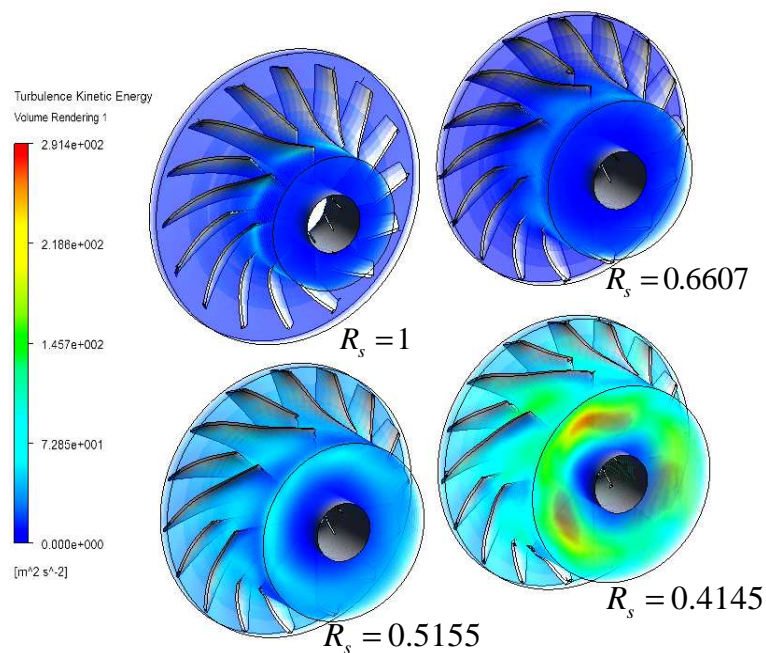 Turbulence Kinetic Energy
Volume Rendering 1
2.914e+002
2.186e+002
1.457e+002
7.285e+001
0.000e+000
[m^2 s^-2]
R_s = 1
R_s = 0.6607
R_s = 0.5155
R_s = 0.4145